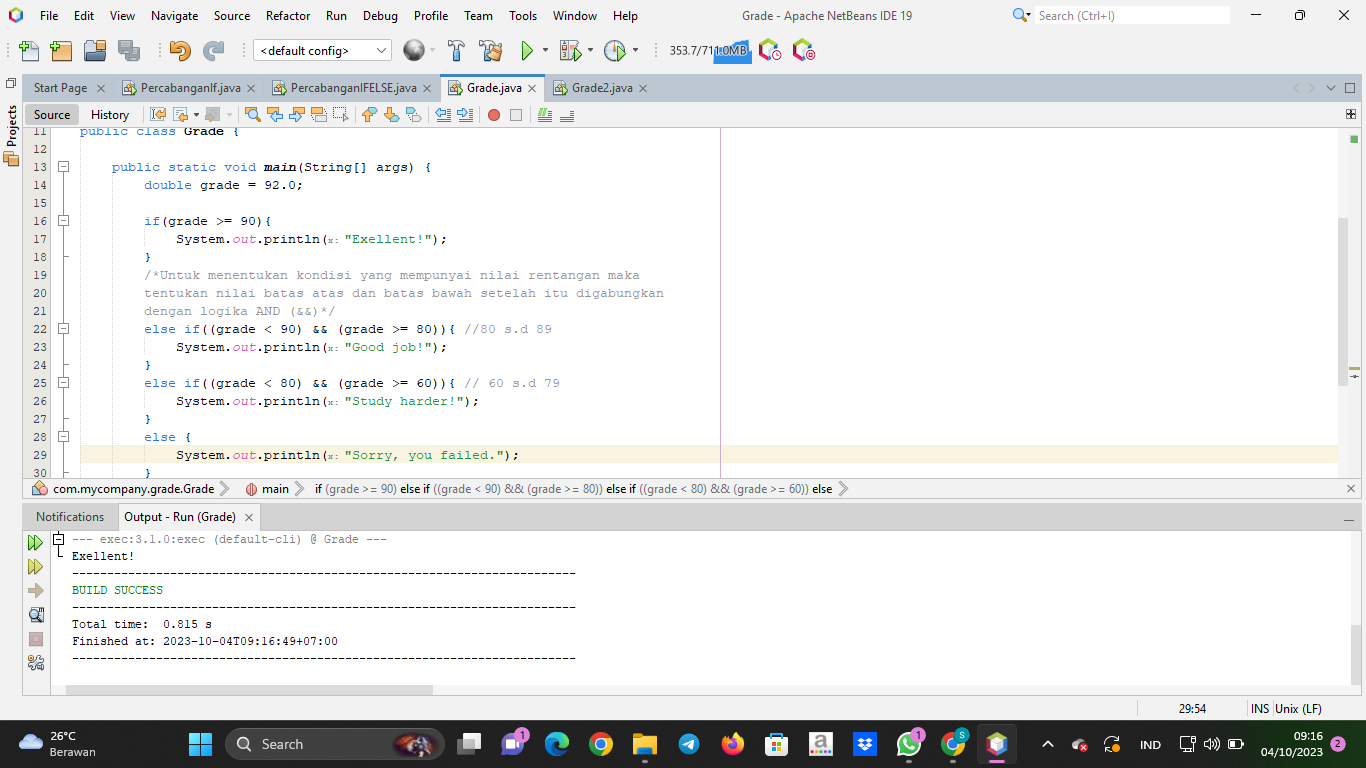 File Edit View Navigate Source Refactor Run Debug Profile Team Tools Window Help Grade - Apache NetBeans IDE 19 Search (Ctrl+I)
<default config> 353.7/711.0MB
Start Page PercabanganIf.java PercabanganIFELSE.java Grade.java Grade2.java
Projects
Source History
11 public class Grade {
12
13 public static void main(String[] args) {
14 double grade = 92.0;
15
16 if(grade >= 90){
17 System.out.println(x: "Exellent!");
18 }
19 /*Untuk menentukan kondisi yang mempunyai nilai rentangan maka
20 tentukan nilai batas atas dan batas bawah setelah itu digabungkan
21 dengan logika AND (&&)*/
22 else if((grade < 90) && (grade >= 80)){ //80 s.d 89
23 System.out.println(x: "Good job!");
24 }
25 else if((grade < 80) && (grade >= 60)){ // 60 s.d 79
26 System.out.println(x: "Study harder!");
27 }
28 else {
29 System.out.println(x: "Sorry, you failed.");
30 }
com.mycompany.grade.Grade main if (grade >= 90) else if ((grade < 90) && (grade >= 80)) else if ((grade < 80) && (grade >= 60)) else
Notifications Output - Run (Grade)
--- exec:3.1.0:exec (default-cli) @ Grade ---
Exellent!
------------------------------------------------------------------------
BUILD SUCCESS
------------------------------------------------------------------------
Total time: 0.815 s
Finished at: 2023-10-04T09:16:49+07:00
------------------------------------------------------------------------
29:54 INS Unix (LF)
26°C
Berawan
Search
1
a
1
S
IND
09:16
04/10/2023
2